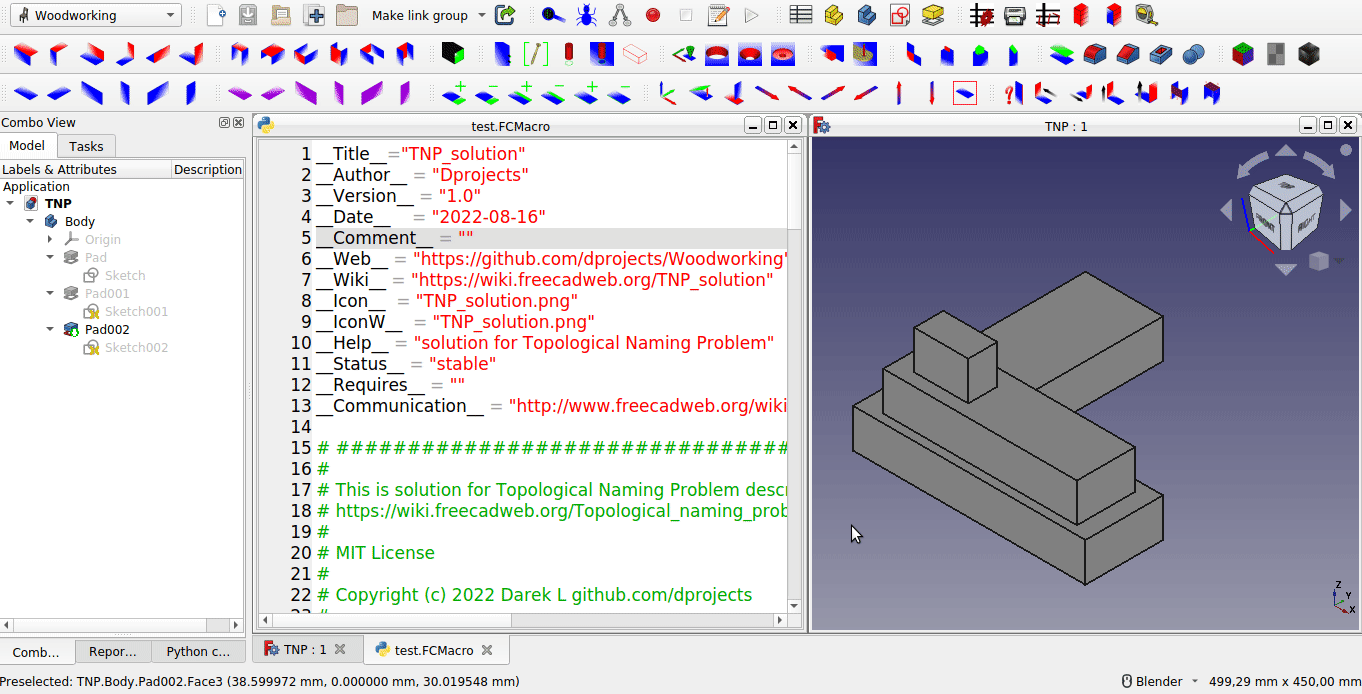 Woodworking
Make link group
Combo View
Model
Tasks
Labels & Attributes
Description
Application
TNP
Body
Origin
Pad
Sketch
Pad001
Sketch001
Pad002
Sketch002
Comb...
Repor...
Python c...
test.FCMacro
1 __Title__="TNP_solution"
2 __Author__ = "Dprojects"
3 __Version__ = "1.0"
4 __Date__ = "2022-08-16"
5 __Comment__ = ""
6 __Web__ = "https://github.com/dprojects/Woodworking"
7 __Wiki__ = "https://wiki.freecadweb.org/TNP_solution"
8 __Icon__ = "TNP_solution.png"
9 __IconW__ = "TNP_solution.png"
10 __Help__ = "solution for Topological Naming Problem"
11 __Status__ = "stable"
12 __Requires__ = ""
13 __Communication__ = "http://www.freecadweb.org/wiki
14
15 # ################################
16 #
17 # This is solution for Topological Naming Problem descr
18 # https://wiki.freecadweb.org/Topological_naming_prob
19 #
20 # MIT License
21 #
22 # Copyright (c) 2022 Darek L github.com/dprojects
TNP : 1
test.FCMacro
TNP : 1
FRONT
RIGHT
Z
Y
X
Preselected: TNP.Body.Pad002.Face3 (38.599972 mm, 0.000000 mm, 30.019548 mm)
Blender
499,29 mm x 450,00 mm